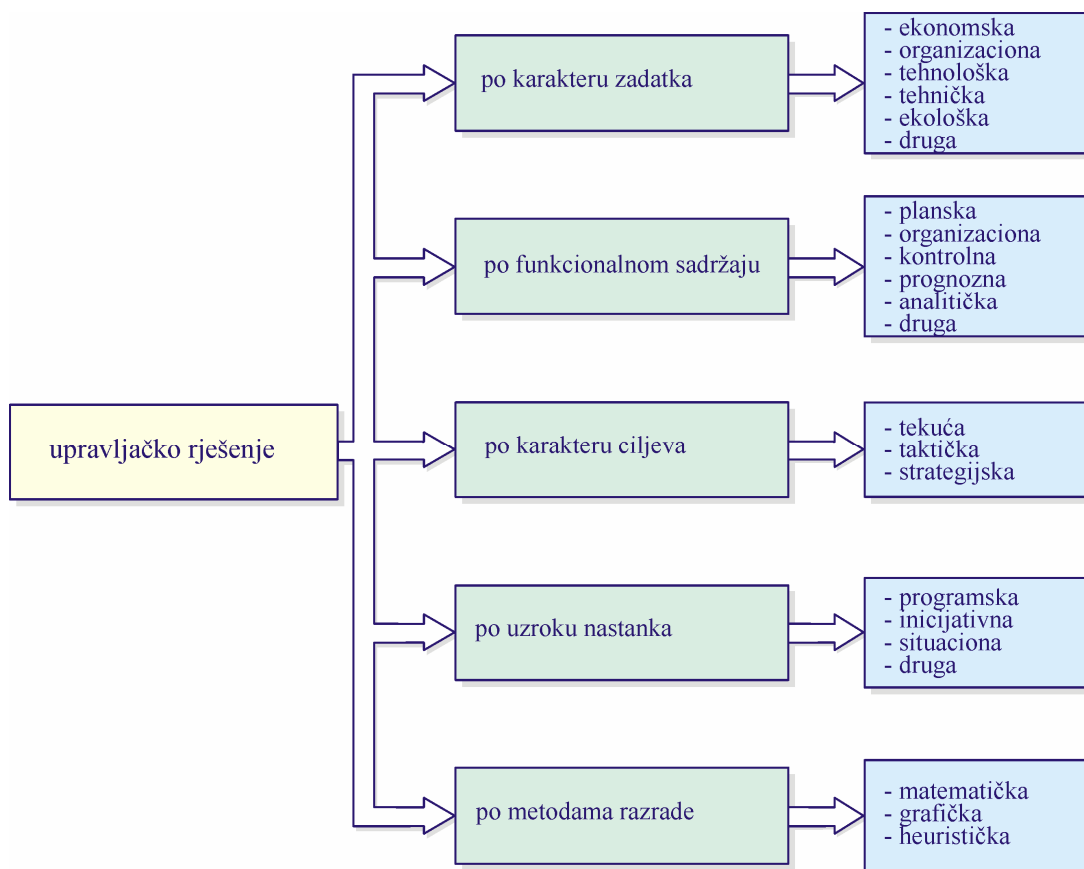 upravljačko rješenje
po karakteru zadatka
- ekonomska
- organizaciona
- tehnološka
- tehnička
- ekološka
- druga
po funkcionalnom sadržaju
- planska
- organizaciona
- kontrolna
- prognozna
- analitička
- druga
po karakteru ciljeva
- tekuća
- taktička
- strategijska
po uzroku nastanka
- programska
- inicijativna
- situaciona
- druga
po metodama razrade
- matematička
- grafička
- heuristička